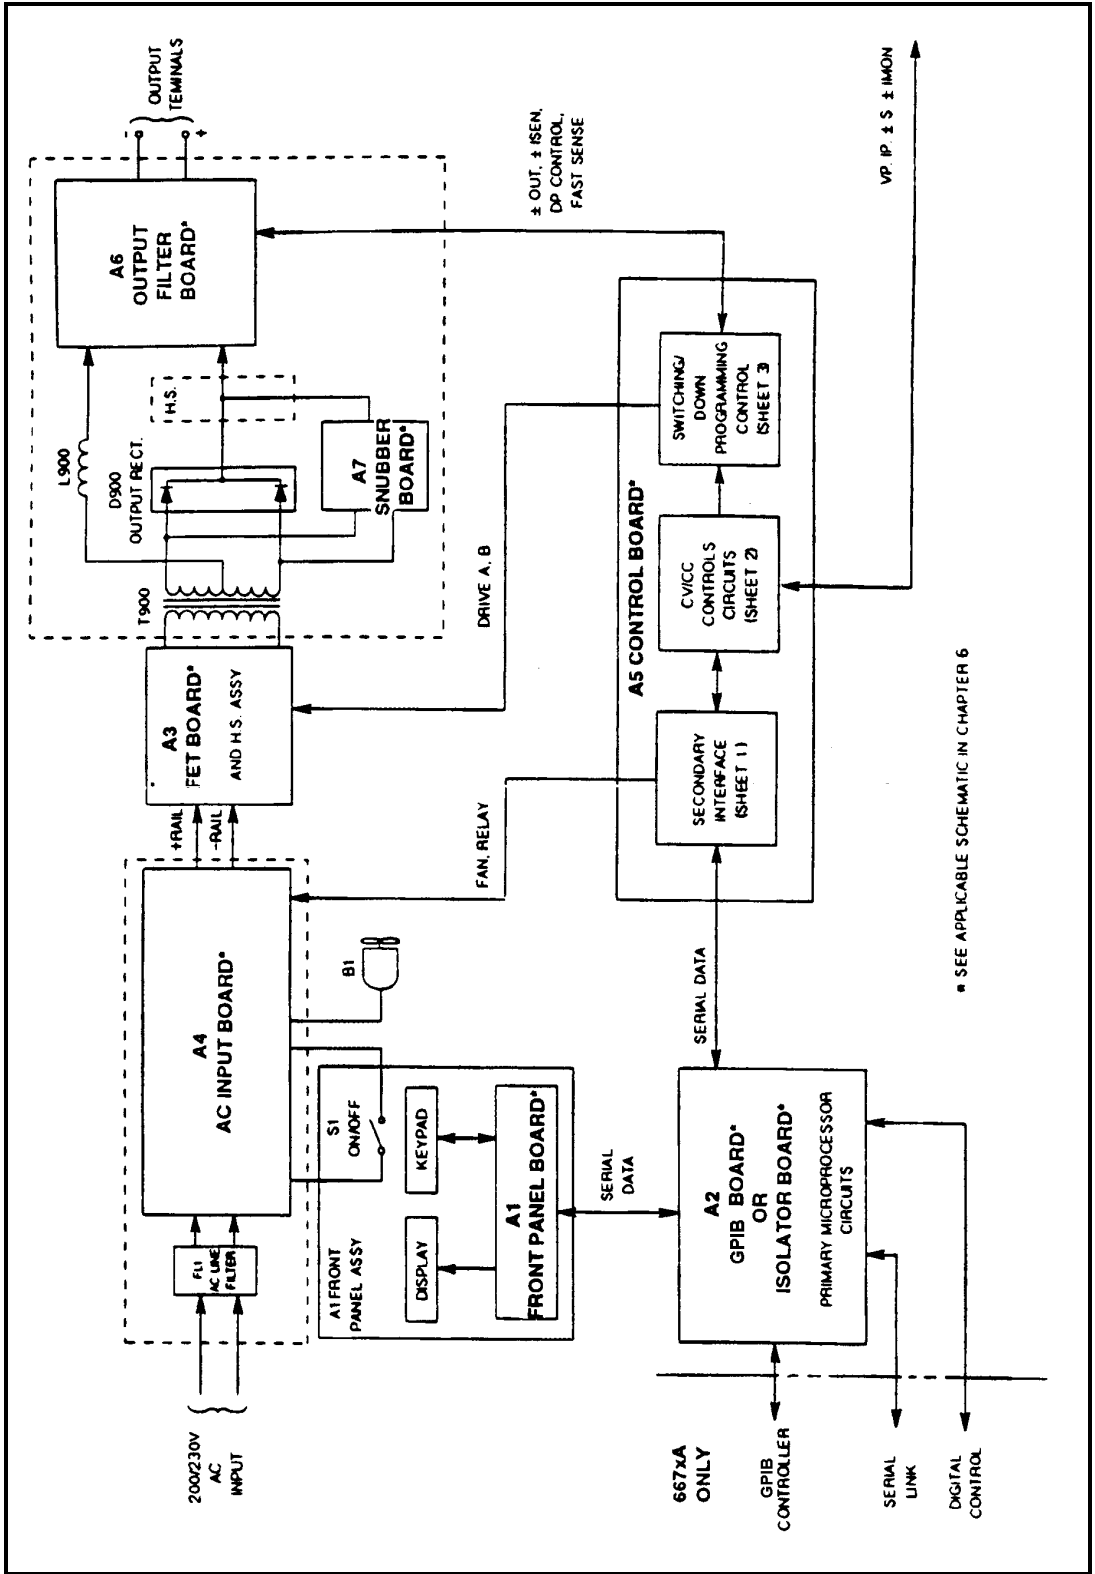 200/230V
AC
INPUT
FL1
AC LINE
FILTER
A4
AC INPUT BOARD*
+RAIL
-RAIL
A3
FET BOARD*
AND H.S. ASSY
T900
L900
D900
OUTPUT RECT.
H.S.
A7
SNUBBER
BOARD*
A6
OUTPUT
FILTER
BOARD*
-
+
OUTPUT
TEMINALS
A1 FRONT
PANEL ASSY
S1
ON/OFF
DISPLAY
KEYPAD
A1
FRONT PANEL BOARD*
B1
FAN, RELAY
DRIVE A, B
± OUT, ± ISEN,
DP CONTROL,
FAST SENSE
SERIAL
DATA
SERIAL DATA
A5 CONTROL BOARD*
SECONDARY
INTERFACE
(SHEET 1)
CV/CC
CONTROLS
CIRCUITS
(SHEET 2)
SWITCHING/
DOWN
PROGRAMMING
CONTROL
(SHEET 3)
667xA
ONLY
GPIB
CONTROLLER
A2
GPIB BOARD*
OR
ISOLATOR BOARD*
PRIMARY MICROPROCESSOR
CIRCUITS
SERIAL
LINK
DIGITAL
CONTROL
VP. IP. ± S ± IMON
* SEE APPLICABLE SCHEMATIC IN CHAPTER 6